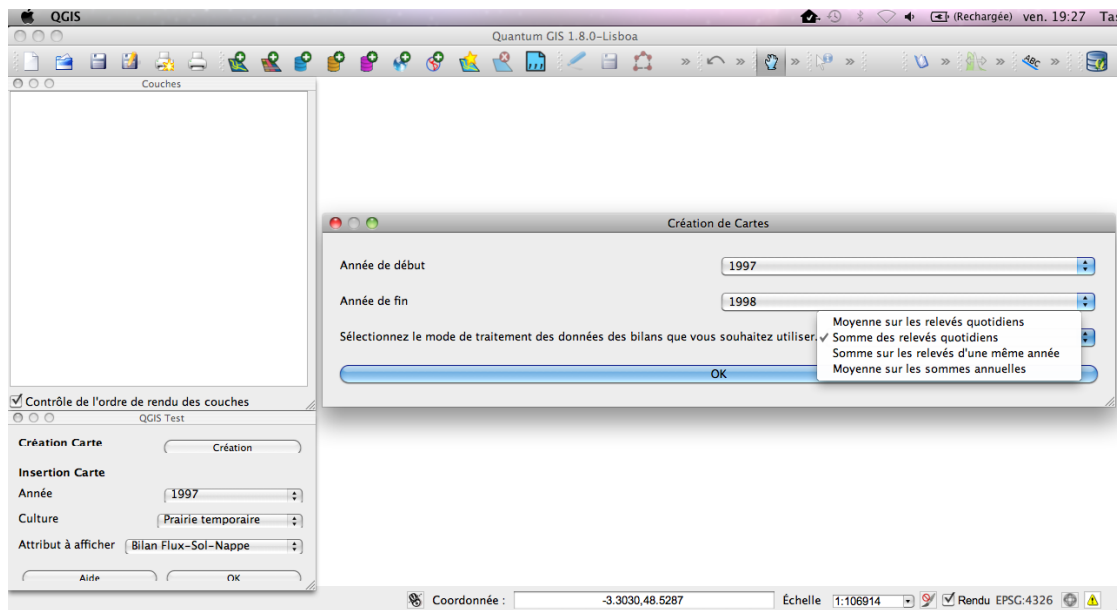 QGIS
(Rechargée) ven. 19:27 Ta
Quantum GIS 1.8.0-Lisboa
Couches
Création de Cartes
Année de début
1997
Année de fin
1998
Sélectionnez le mode de traitement des données des bilans que vous souhaitez utiliser.
Moyenne sur les relevés quotidiens
✓ Somme des relevés quotidiens
Somme sur les relevés d'une même année
Moyenne sur les sommes annuelles
OK
Contrôle de l'ordre de rendu des couches
QGIS Test
Création Carte
Création
Insertion Carte
Année
1997
Culture
Prairie temporaire
Attribut à afficher
Bilan Flux-Sol-Nappe
Aide
OK
Coordonnée :
-3.3030,48.5287
Échelle
1:106914
Rendu EPSG:4326